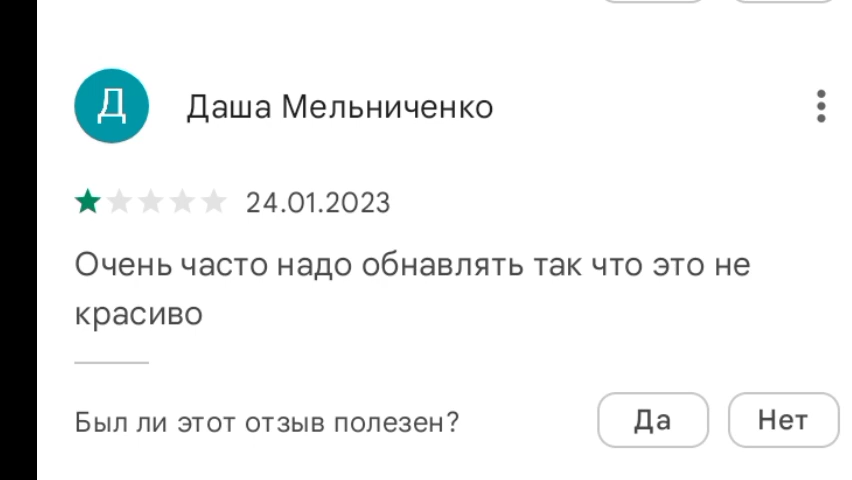 Д
Даша Мельниченко
24.01.2023
Очень часто надо обнавлять так что это не
красиво
Был ли этот отзыв полезен?
Да
Нет